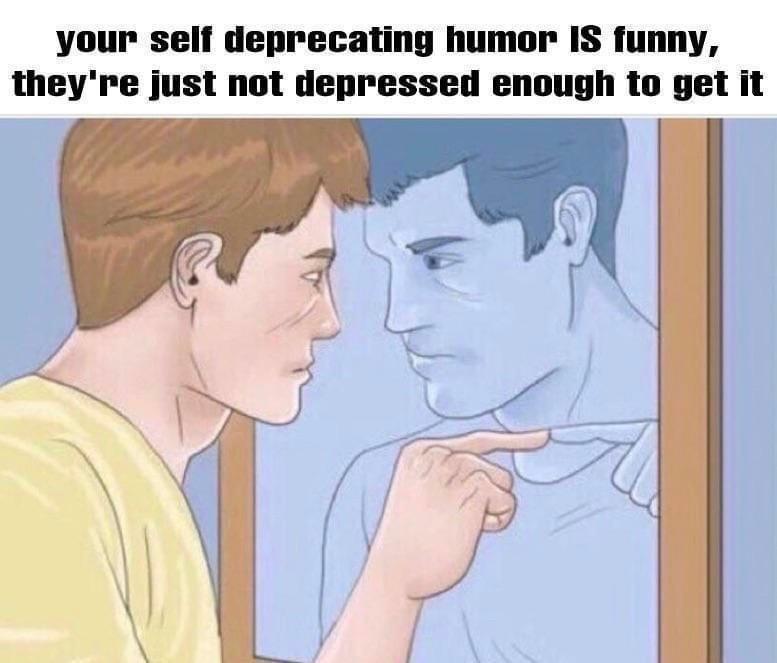 your self deprecating humor IS funny,
they're just not depressed enough to get it